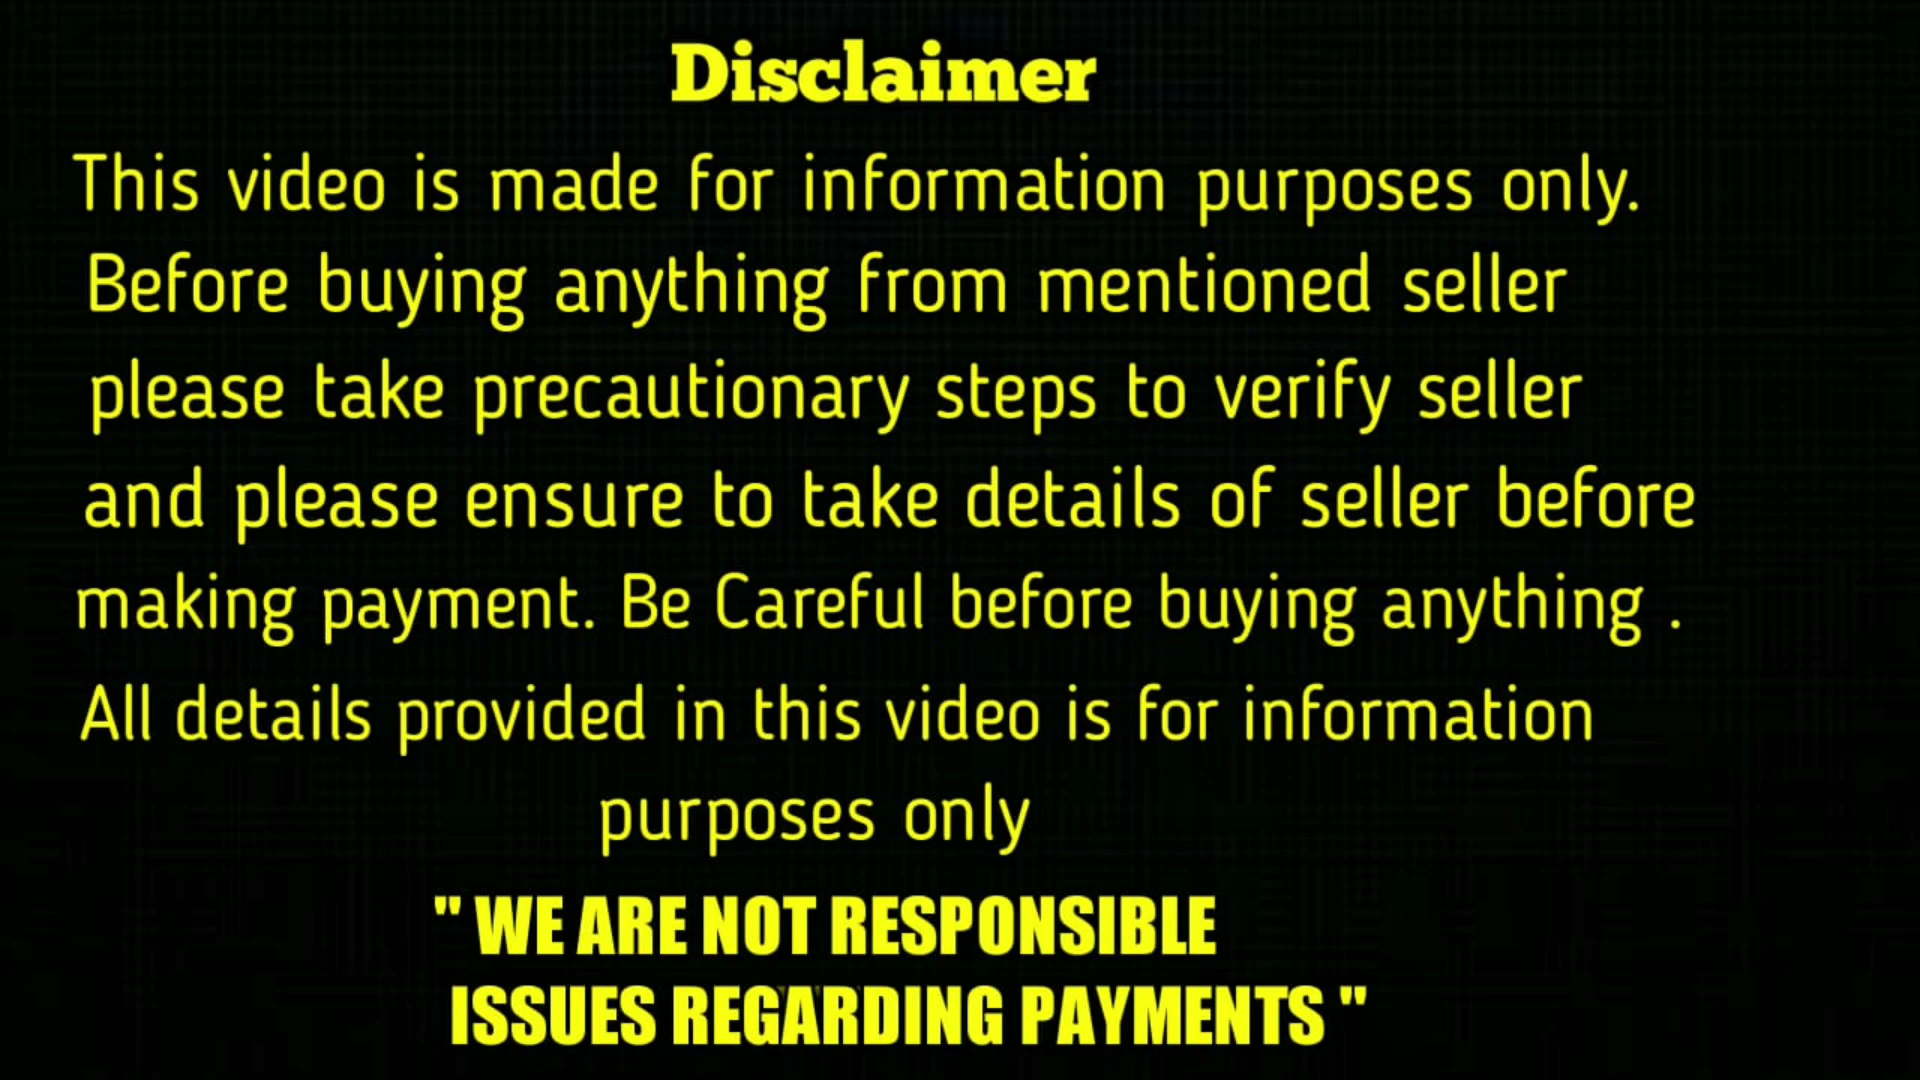 Disclaimer
This video is made for information purposes only.
Before buying anything from mentioned seller
please take precautionary steps to verify seller
and please ensure to take details of seller before
making payment. Be Careful before buying anything .
All details provided in this video is for information
purposes only
" WE ARE NOT RESPONSIBLE
ISSUES REGARDING PAYMENTS "